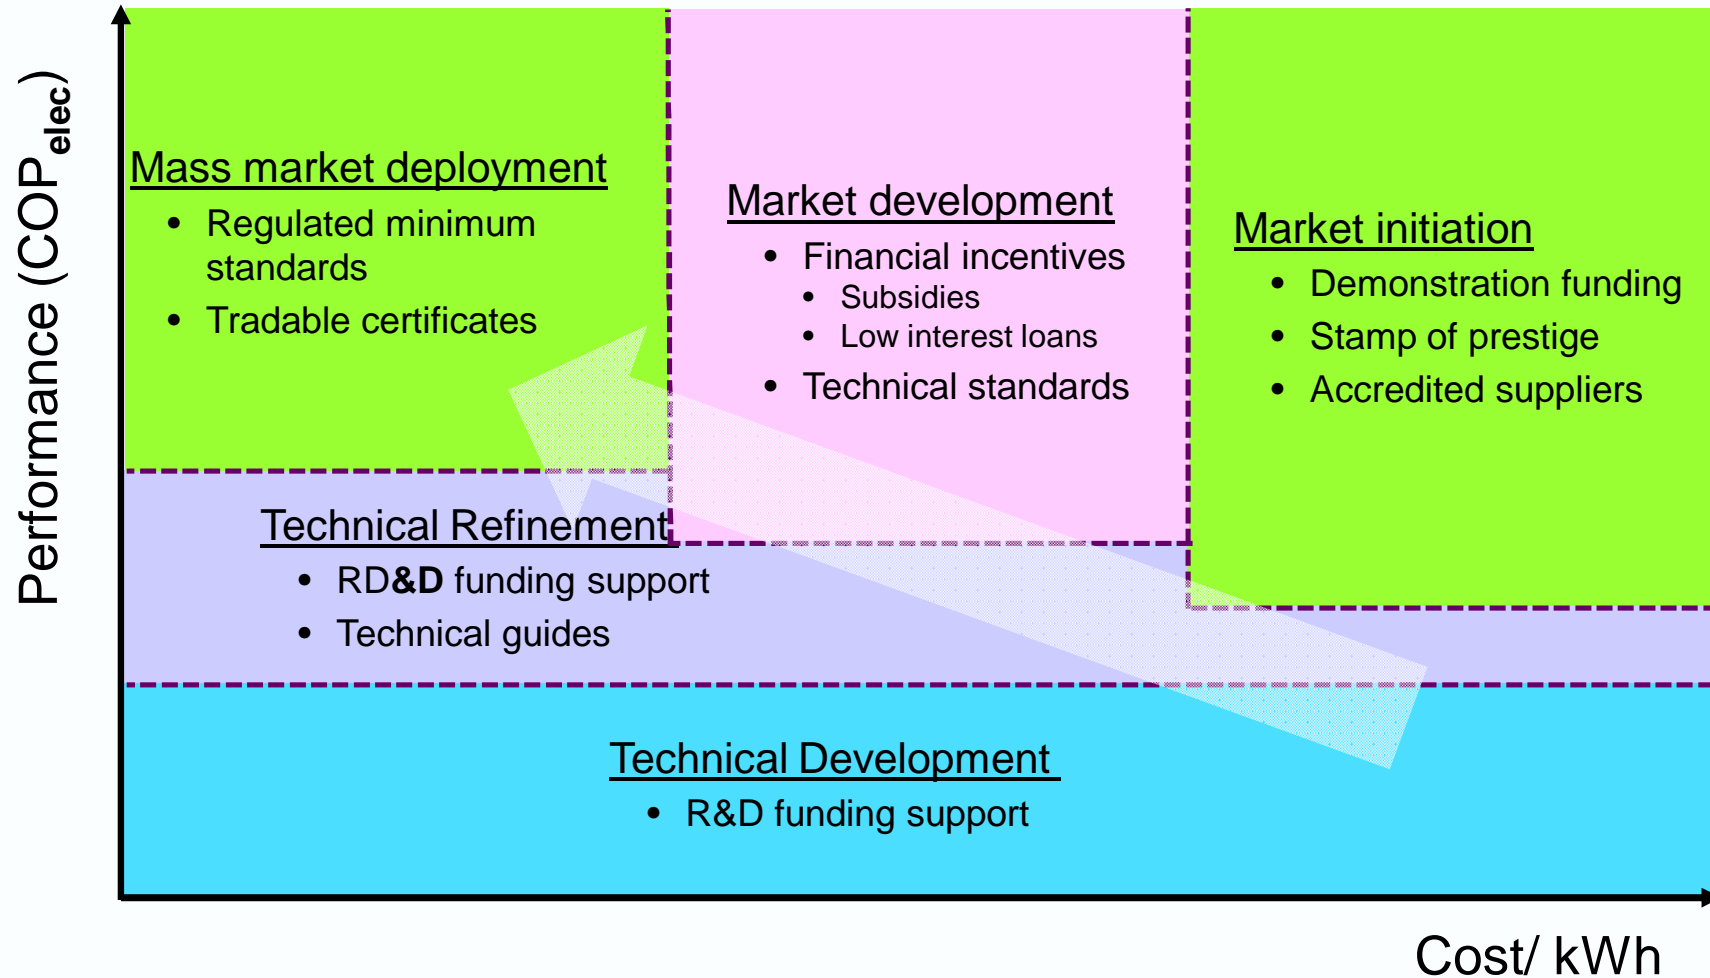 Performance (COPelec)
Mass market deployment
• Regulated minimum
standards
• Tradable certificates
Market development
• Financial incentives
• Subsidies
• Low interest loans
• Technical standards
Market initiation
• Demonstration funding
• Stamp of prestige
• Accredited suppliers
Technical Refinement
• RD&D funding support
• Technical guides
Technical Development
• R&D funding support
Cost/ kWh